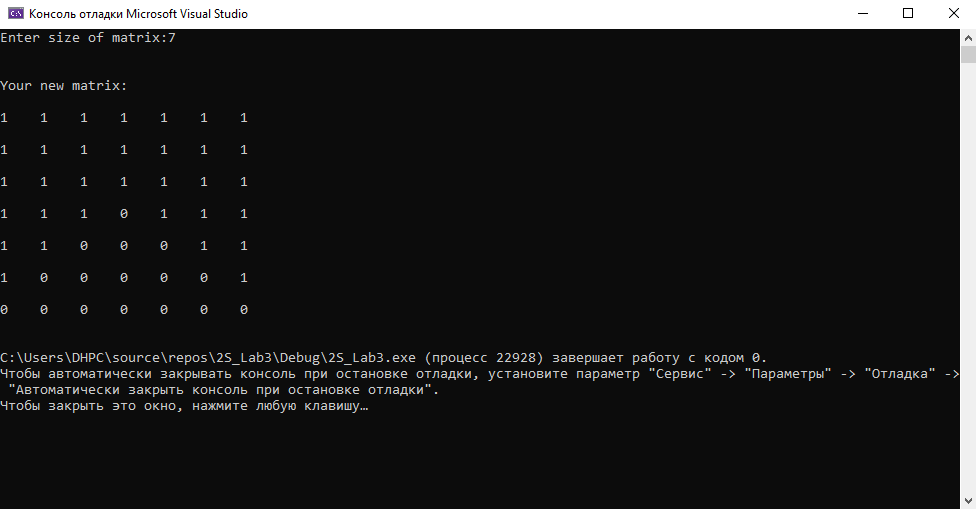 Консоль отладки Microsoft Visual Studio
Enter size of matrix:7
Your new matrix:
1 1 1 1 1 1 1
1 1 1 1 1 1 1
1 1 1 1 1 1 1
1 1 1 0 1 1 1
1 1 0 0 0 1 1
1 0 0 0 0 0 1
0 0 0 0 0 0 0
C:\Users\DHPC\source\repos\2S_Lab3\Debug\2S_Lab3.exe (процесс 22928) завершает работу с кодом 0.
Чтобы автоматически закрывать консоль при остановке отладки, установите параметр "Сервис" -> "Параметры" -> "Отладка" ->
"Автоматически закрыть консоль при остановке отладки".
Чтобы закрыть это окно, нажмите любую клавишу…